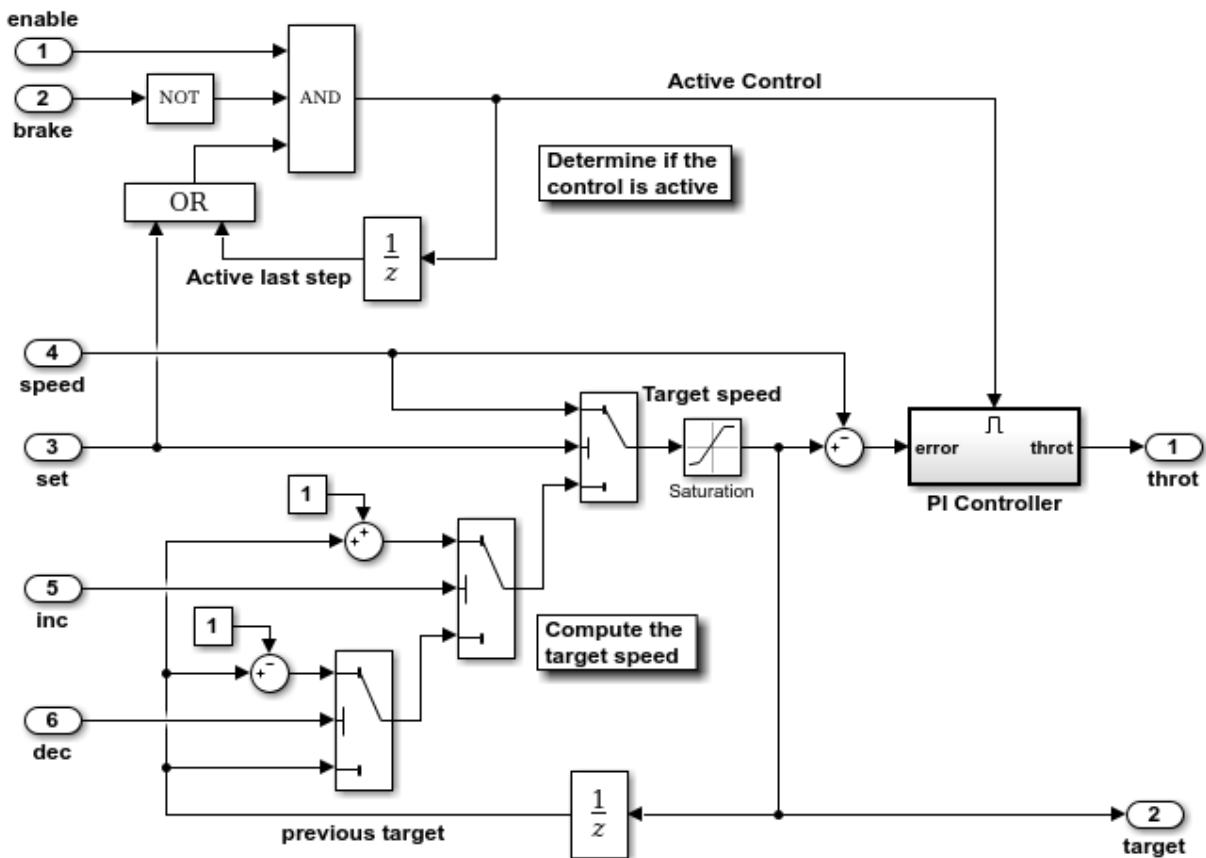 enable
1
2
brake
NOT
AND
OR
Active Control
Determine if the
control is active
1
z
Active last step
4
speed
3
set
Target speed
Saturation
+
−
error
throt
PI Controller
1
throt
1
+
+
5
inc
1
+
−
6
dec
Compute the
target speed
1
z
previous target
2
target